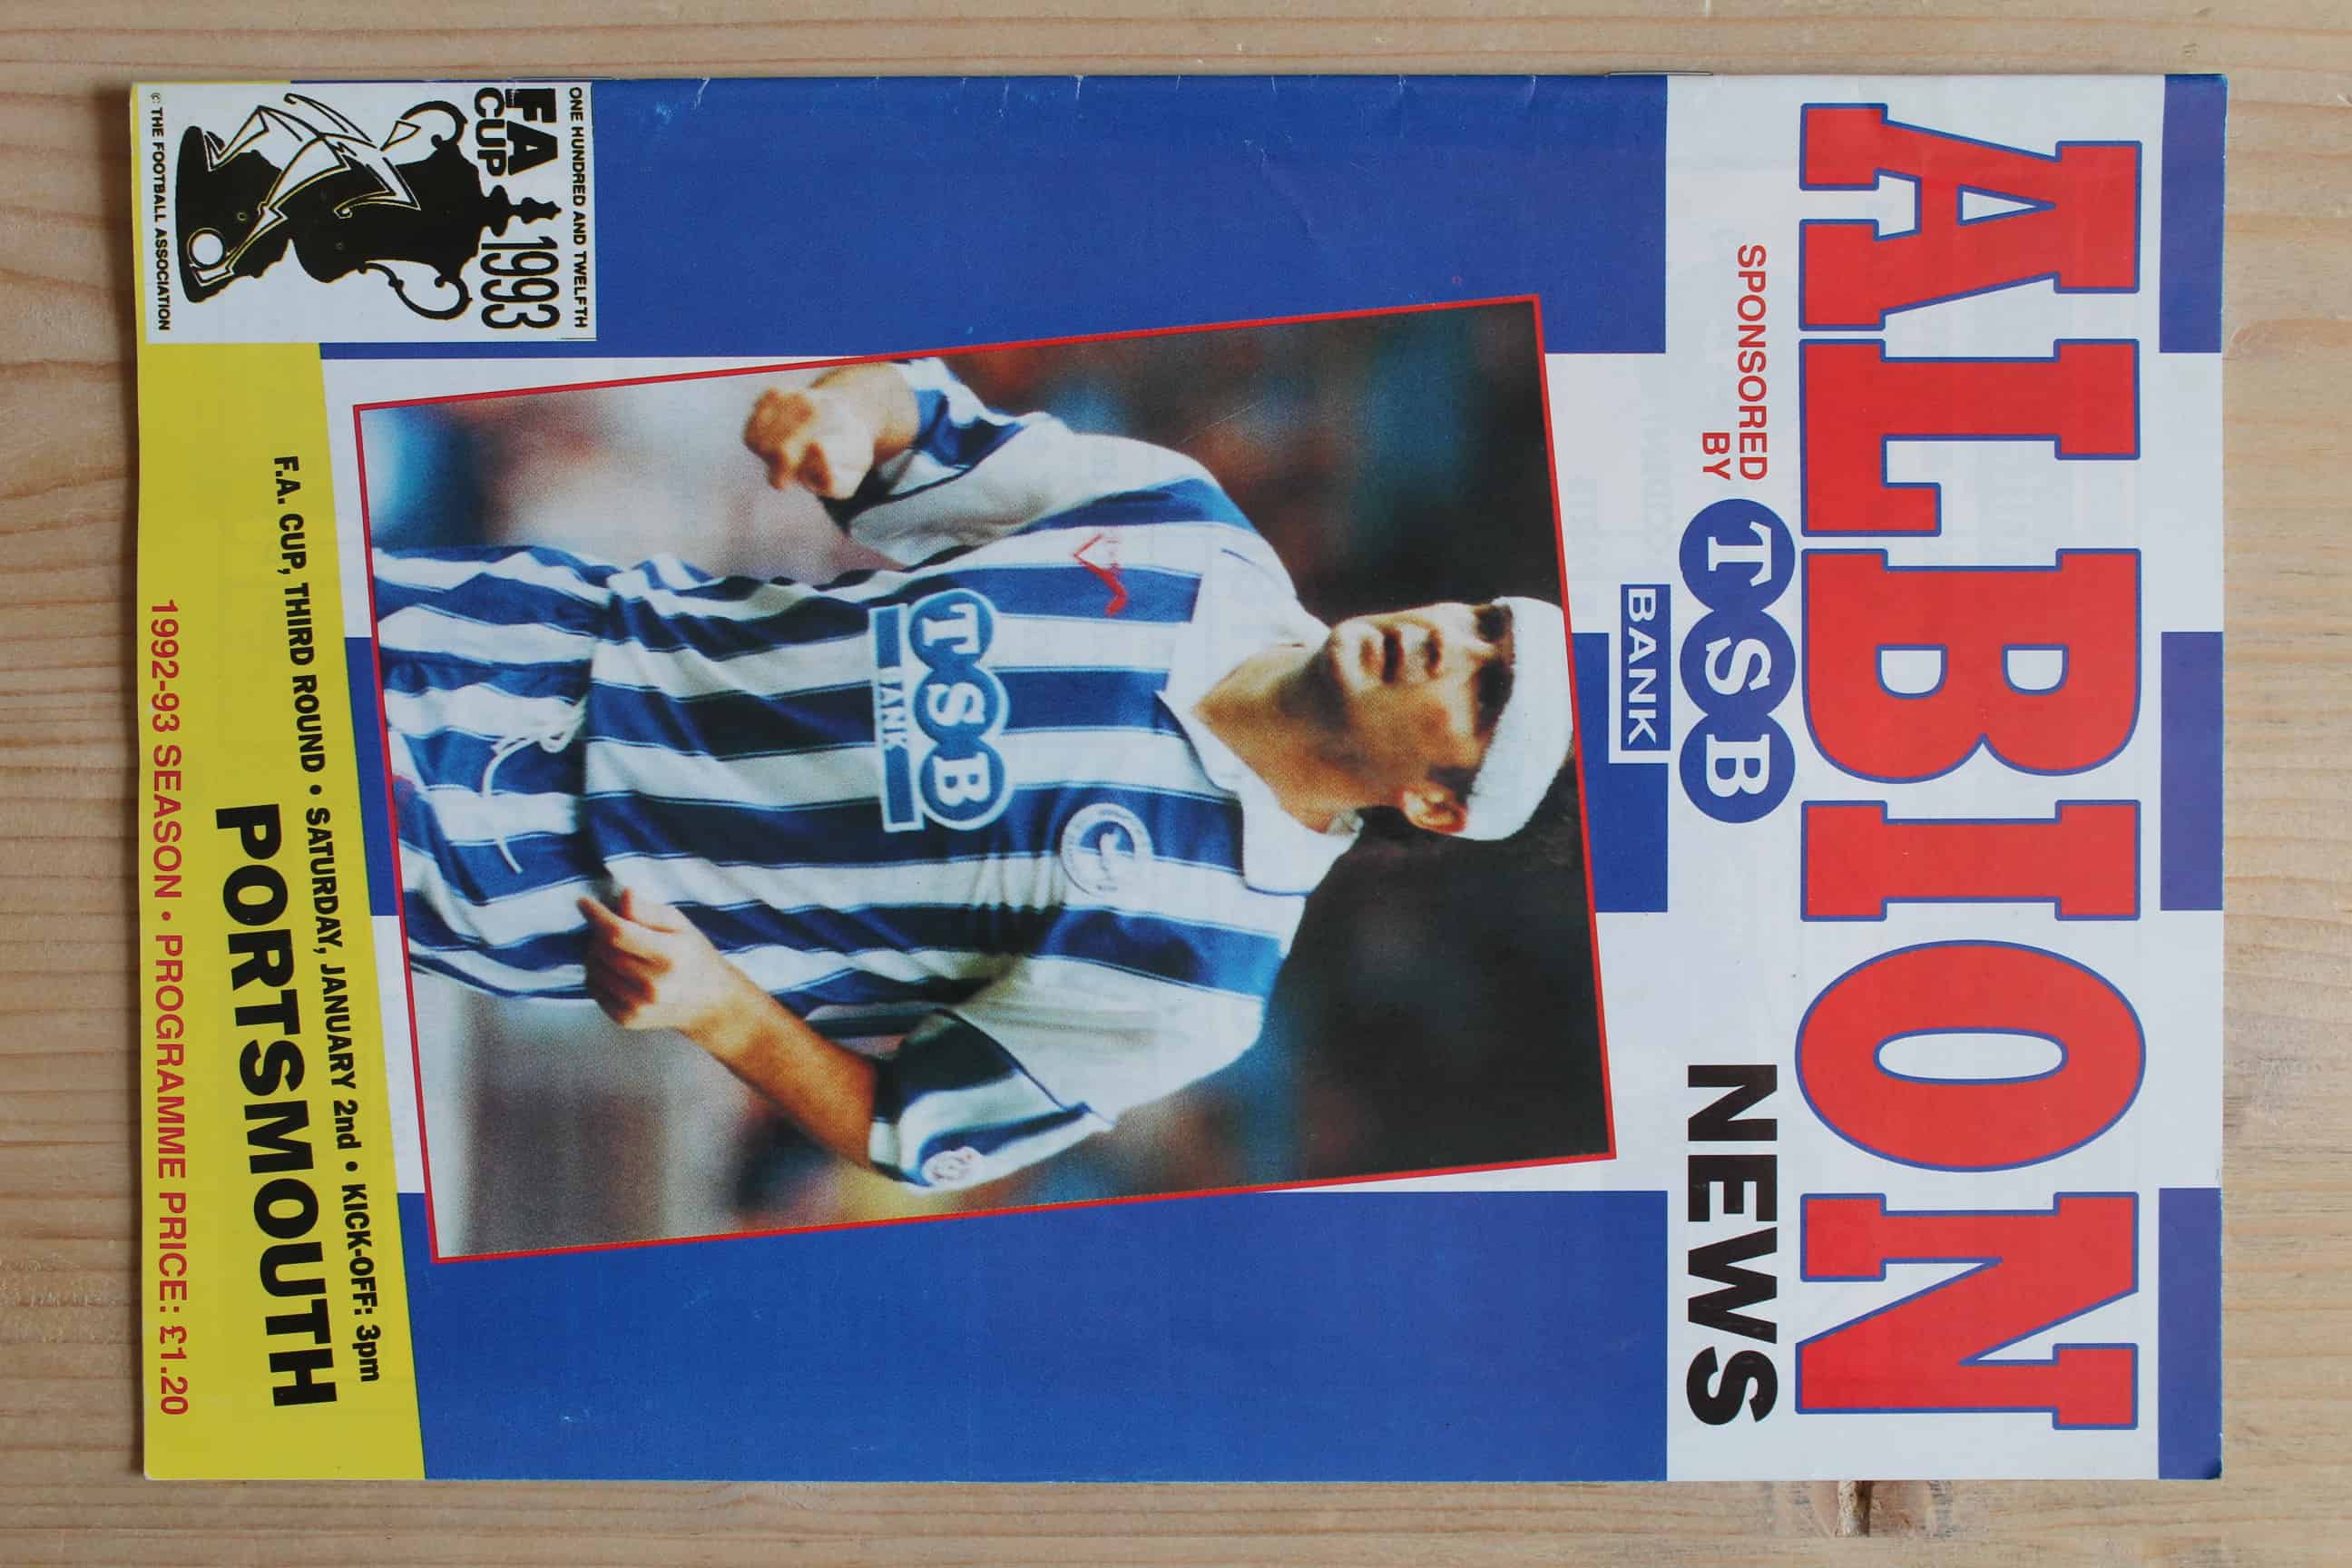 ALBION
SPONSORED
BY
TSB
BANK
NEWS
TSB
BANK
ONE HUNDRED AND TWELFTH
FA
CUP 1993
© THE FOOTBALL ASSOCIATION
F.A. CUP, THIRD ROUND • SATURDAY, JANUARY 2nd • KICK-OFF: 3pm
PORTSMOUTH
1992-93 SEASON • PROGRAMME PRICE: £1.20